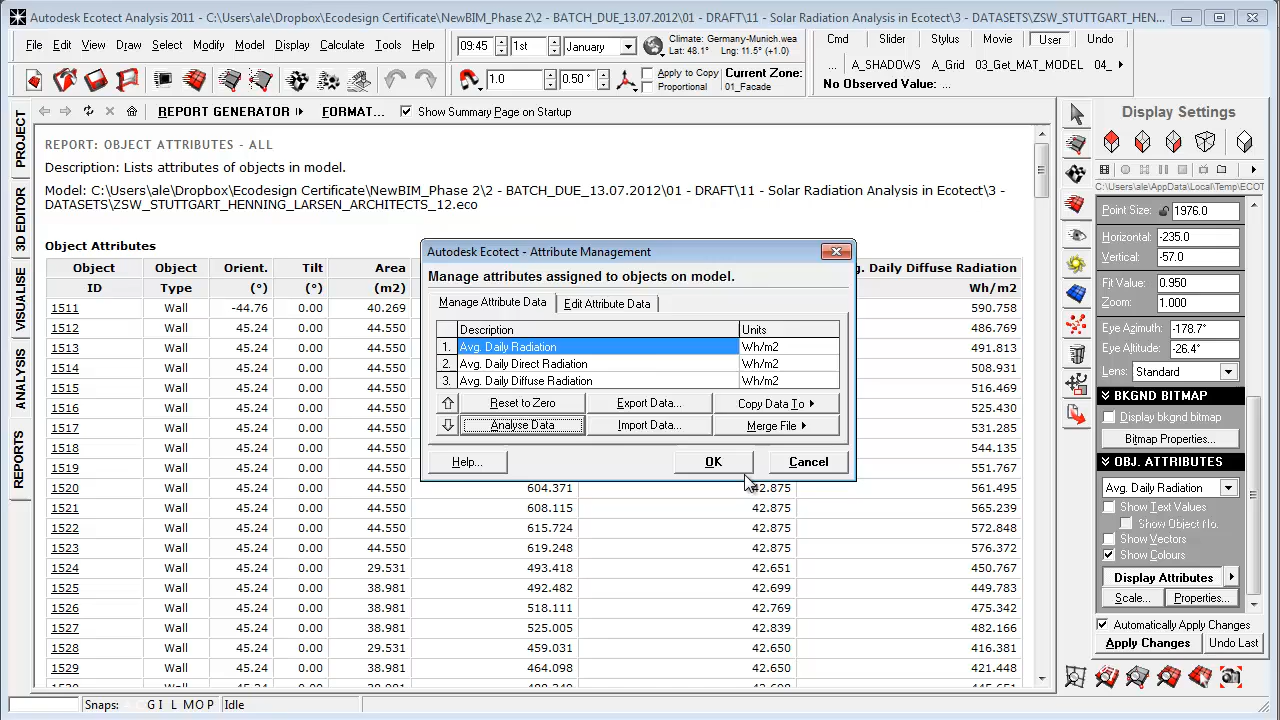 Autodesk Ecotect Analysis 2011 - C:\Users\ale\Dropbox\Ecodesign Certificate\NewBIM_Phase 2\2 - BATCH_DUE_13.07.2012\01 - DRAFT\11 - Solar Radiation Analysis in Ecotect\3 - DATASETS\ZSW_STUTTGART_HENN...
File Edit View Draw Select Modify Model Display Calculate Tools Help
09:45 1st January
Climate: Germany-Munich.wea
Lat: 48.1° Lng: 11.5° (+1.0)
Cmd Slider Stylus Movie User Undo
... A_SHADOWS A_Grid 03_Get_MAT_MODEL 04_
No Observed Value: ...
1.0 0.50°
Apply to Copy
Proportional
Current Zone:
01_Facade
REPORT GENERATOR FORMAT... Show Summary Page on Startup
PROJECT
3D EDITOR
VISUALISE
ANALYSIS
REPORTS
REPORT: OBJECT ATTRIBUTES - ALL
Description: Lists attributes of objects in model.
Model: C:\Users\ale\Dropbox\Ecodesign Certificate\NewBIM_Phase 2\2 - BATCH_DUE_13.07.2012\01 - DRAFT\11 - Solar Radiation Analysis in Ecotect\3 -
DATASETS\ZSW_STUTTGART_HENNING_LARSEN_ARCHITECTS_12.eco
Object Attributes
Object Object Orient. Tilt Area g. Daily Diffuse Radiation
ID Type (°) (°) (m2) Wh/m2
1511 Wall -44.76 0.00 40.269 590.758
1512 Wall 45.24 0.00 44.550 486.769
1513 Wall 45.24 0.00 44.550 491.813
1514 Wall 45.24 0.00 44.550 508.931
1515 Wall 45.24 0.00 44.550 516.469
1516 Wall 45.24 0.00 44.550 525.430
1517 Wall 45.24 0.00 44.550 531.285
1518 Wall 45.24 0.00 44.550 544.135
1519 Wall 45.24 0.00 44.550 551.767
1520 Wall 45.24 0.00 44.550 604.371 42.875 561.495
1521 Wall 45.24 0.00 44.550 608.115 42.875 565.239
1522 Wall 45.24 0.00 44.550 615.724 42.875 572.848
1523 Wall 45.24 0.00 44.550 619.248 42.875 576.372
1524 Wall 45.24 0.00 29.531 493.418 42.651 450.767
1525 Wall 45.24 0.00 38.981 492.482 42.699 449.783
1526 Wall 45.24 0.00 38.981 518.111 42.769 475.342
1527 Wall 45.24 0.00 38.981 525.005 42.839 482.166
1528 Wall 45.24 0.00 29.531 459.031 42.650 416.381
1529 Wall 45.24 0.00 38.981 464.098 42.650 421.448
Autodesk Ecotect - Attribute Management
Manage attributes assigned to objects on model.
Manage Attribute Data Edit Attribute Data
Description Units
1. Avg. Daily Radiation Wh/m2
2. Avg. Daily Direct Radiation Wh/m2
3. Avg. Daily Diffuse Radiation Wh/m2
Reset to Zero Export Data... Copy Data To
Analyse Data Import Data... Merge File
Help... OK Cancel
Display Settings
C:\Users\ale\AppData\Local\Temp\ECOT
Point Size: 1976.0
Horizontal: -235.0
Vertical: -57.0
Fit Value: 0.950
Zoom: 1.000
Eye Azimuth: -178.7°
Eye Altitude: -26.4°
Lens: Standard
BKGND BITMAP
Display bkgnd bitmap
Bitmap Properties...
OBJ. ATTRIBUTES
Avg. Daily Radiation
Show Text Values
Show Object No.
Show Vectors
Show Colours
Display Attributes
Scale... Properties...
Automatically Apply Changes
Apply Changes Undo Last
Snaps: G I L M O P Idle